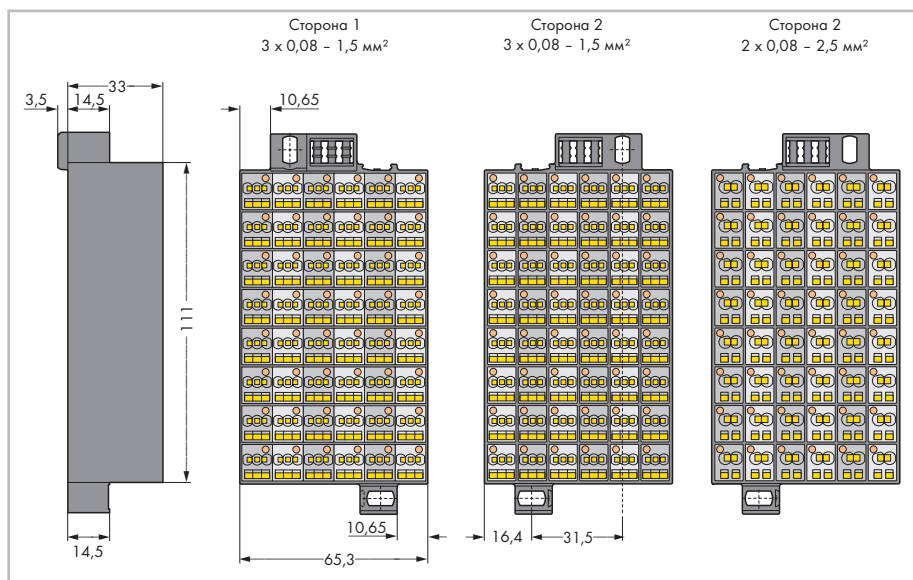 Сторона 1
3 x 0,08 – 1,5 мм²
Сторона 2
3 x 0,08 – 1,5 мм²
Сторона 2
2 x 0,08 – 2,5 мм²
33
3,5
14,5
10,65
111
10,65
14,5
65,3
16,4
31,5